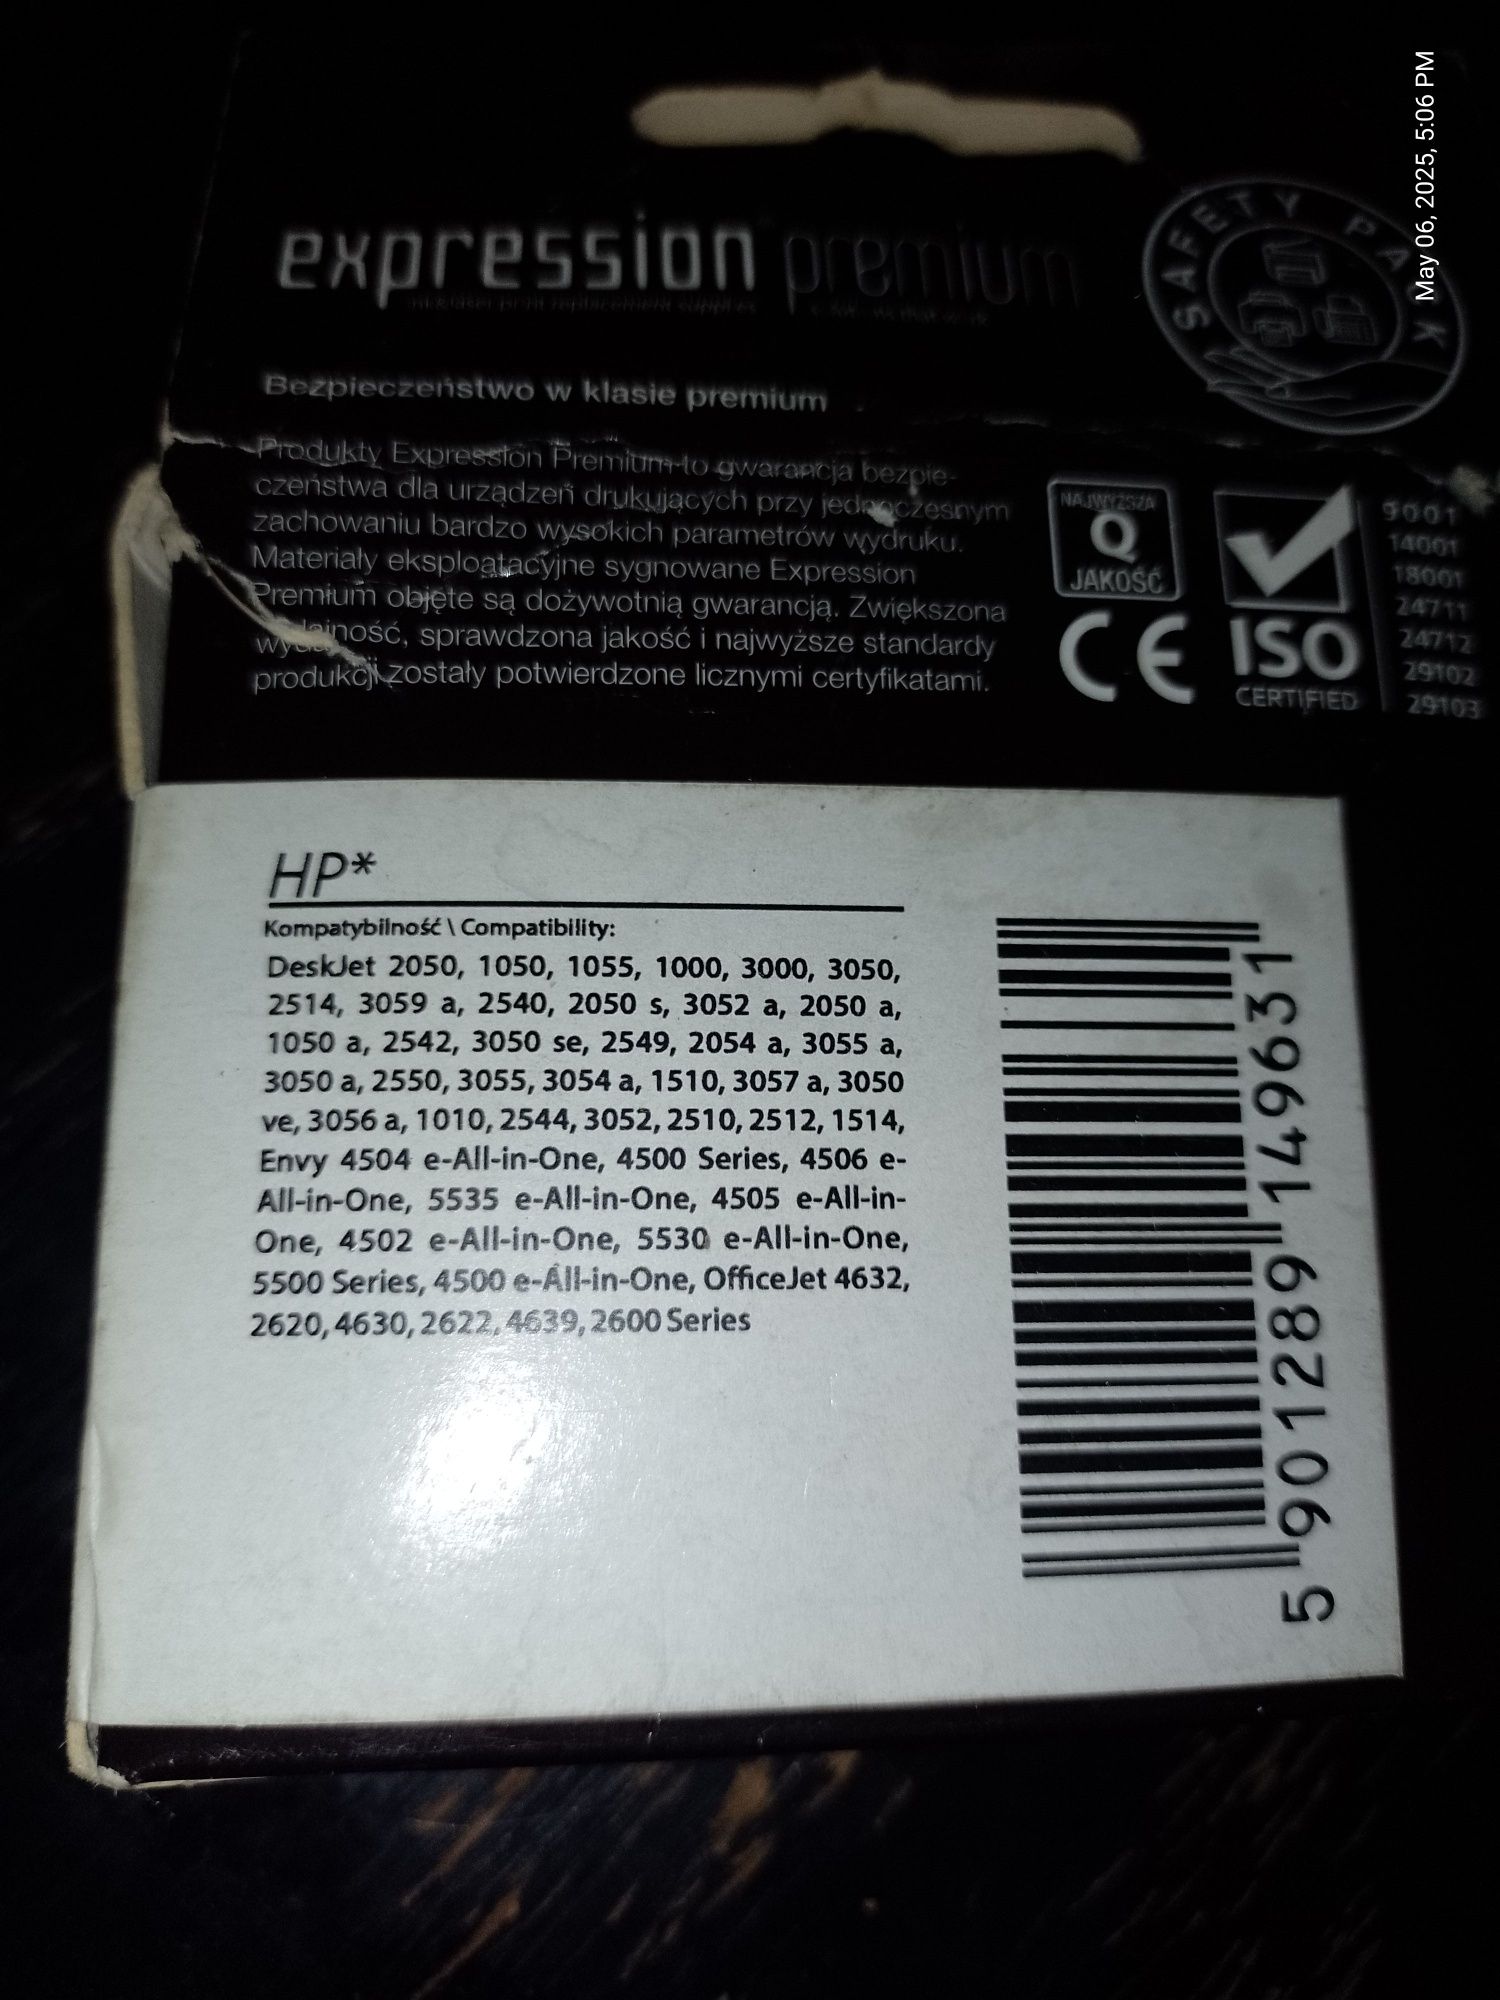 May 06, 2025, 5:06 PM
expression premium
ink & laser print replacement supplies
SAFETY PACK
Bezpieczeństwo w klasie premium
Produkty Expression Premium to gwarancja bezpie-
czeństwa dla urządzeń drukujących przy jednoczesnym
zachowaniu bardzo wysokich parametrów wydruku.
Materiały eksploatacyjne sygnowane Expression
Premium objęte są dożywotnią gwarancją. Zwiększona
wydajność, sprawdzona jakość i najwyższe standardy
produkcji zostały potwierdzone licznymi certyfikatami.
NAJWYŻSZA
Q
JAKOŚĆ
CE
ISO
CERTIFIED
9001
14001
18001
24711
24712
29102
29103
HP*
Kompatybilność \ Compatibility:
DeskJet 2050, 1050, 1055, 1000, 3000, 3050,
2514, 3059 a, 2540, 2050 s, 3052 a, 2050 a,
1050 a, 2542, 3050 se, 2549, 2054 a, 3055 a,
3050 a, 2550, 3055, 3054 a, 1510, 3057 a, 3050
ve, 3056 a, 1010, 2544, 3052, 2510, 2512, 1514,
Envy 4504 e-All-in-One, 4500 Series, 4506 e-
All-in-One, 5535 e-All-in-One, 4505 e-All-in-
One, 4502 e-All-in-One, 5530 e-All-in-One,
5500 Series, 4500 e-All-in-One, OfficeJet 4632,
2620, 4630, 2622, 4639, 2600 Series
5 901289 149631